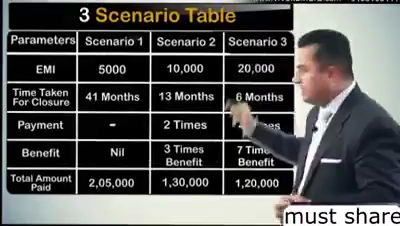 3 Scenario Table
Parameters Scenario 1 Scenario 2 Scenario 3
EMI 5000 10,000 20,000
Time Taken For Closure 41 Months 13 Months 6 Months
Payment - 2 Times
Benefit Nil 3 Times Benefit 7 Benefit
Total Amount Paid 2,05,000 1,30,000 1,20,000
must share